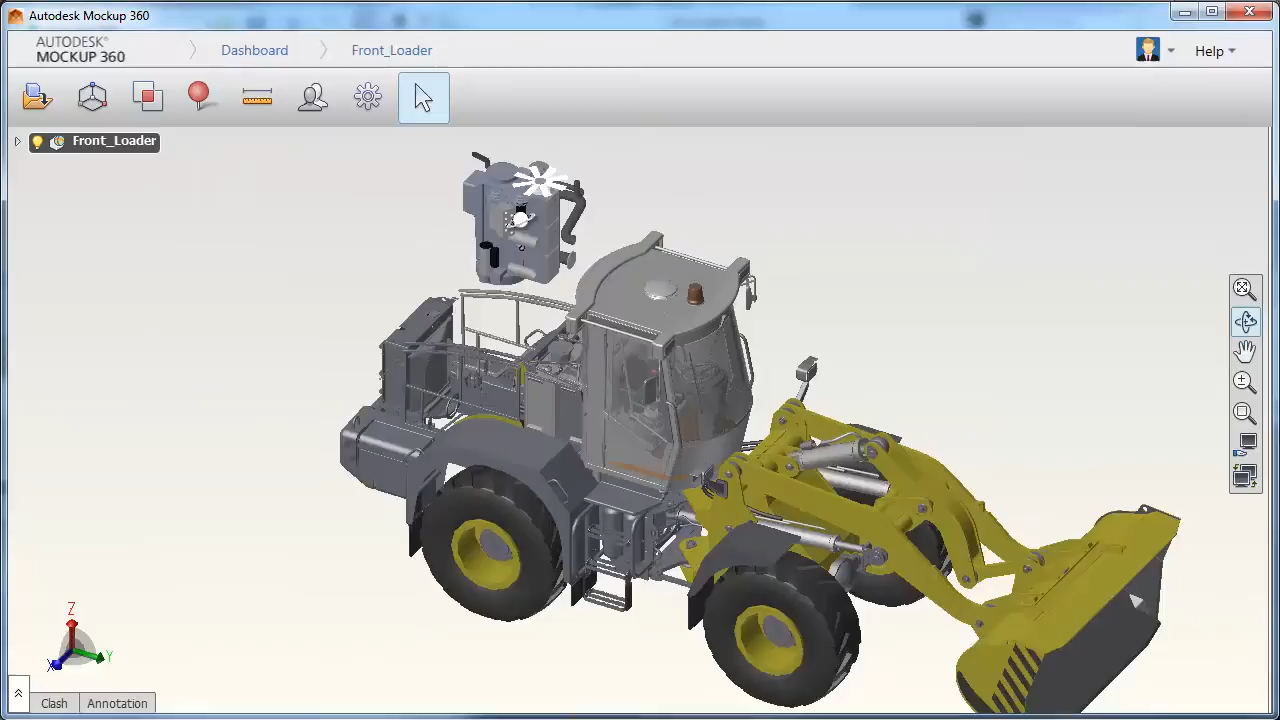 Autodesk Mockup 360
AUTODESK®
MOCKUP 360
Dashboard
Front_Loader
Help
Front_Loader
Z
X
Y
Clash
Annotation